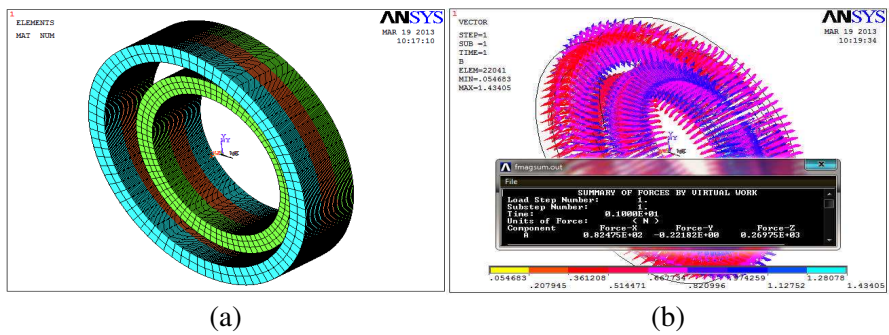 1
ELEMENTS
MAT NUM
ANSYS
MAR 19 2013
10:17:10
Y
(a)
1
VECTOR
STEP=1
SUB =1
TIME=1
B
ELEM=22041
MIN=.054683
MAX=1.43405
ANSYS
MAR 19 2013
10:19:34
fmagsum.out
File
SUMMARY OF FORCES BY VIRTUAL WORK
Load Step Number: 1.
Substep Number: 1.
Time: 0.1000E+01
Units of Force: ( N )
Component Force-X Force-Y Force-Z
A 0.82475E+02 -0.22182E+00 0.26975E+03
.054683 .361208 .667734 .974259 1.28078
.207945 .514471 .820996 1.12752 1.43405
(b)